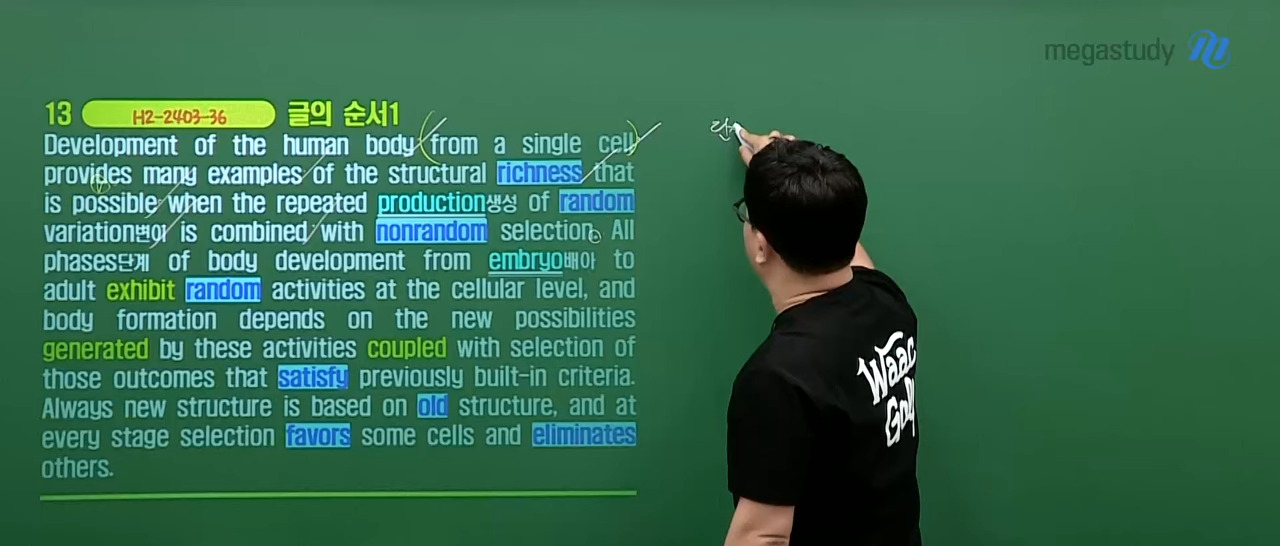 megastudy
13 H2-2403-36 글의 순서1
Development of the human body from a single cell
provides many examples of the structural richness that
is possible when the repeated production생성 of random
variation변이 is combined with nonrandom selection. All
phases단계 of body development from embryo배아 to
adult exhibit random activities at the cellular level, and
body formation depends on the new possibilities
generated by these activities coupled with selection of
those outcomes that satisfy previously built-in criteria.
Always new structure is based on old structure, and at
every stage selection favors some cells and eliminates
others.
Waac
Golf